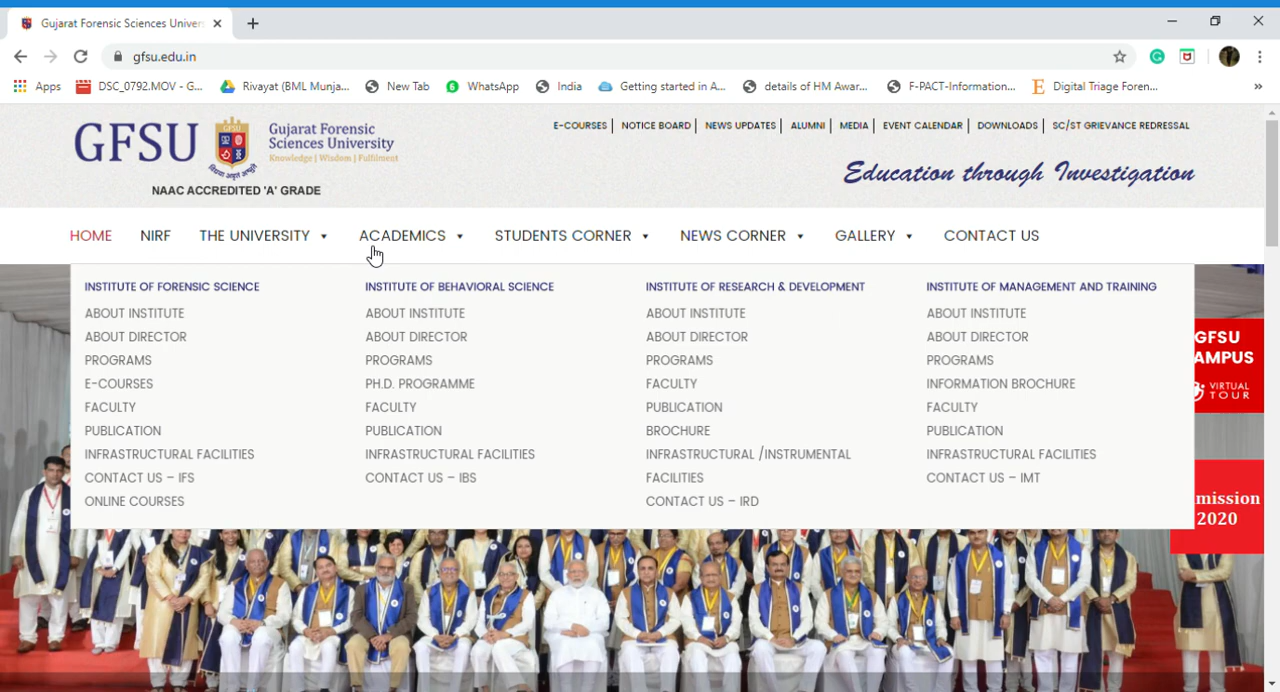 Gujarat Forensic Sciences Univer
gfsu.edu.in
Apps
DSC_0792.MOV - G...
Rivayat (BML Munja...
New Tab
WhatsApp
India
Getting started in A...
details of HM Awar...
F-PACT-Information...
Digital Triage Foren...
»
GFSU
GFSU
Gujarat Forensic
Sciences University
Knowledge | Wisdom | Fulfilment
NAAC ACCREDITED 'A' GRADE
E-COURSES | NOTICE BOARD | NEWS UPDATES | ALUMNI | MEDIA | EVENT CALENDAR | DOWNLOADS | SC/ST GRIEVANCE REDRESSAL
Education through Investigation
HOME NIRF THE UNIVERSITY ACADEMICS STUDENTS CORNER NEWS CORNER GALLERY CONTACT US
INSTITUTE OF FORENSIC SCIENCE
ABOUT INSTITUTE
ABOUT DIRECTOR
PROGRAMS
E-COURSES
FACULTY
PUBLICATION
INFRASTRUCTURAL FACILITIES
CONTACT US – IFS
ONLINE COURSES
INSTITUTE OF BEHAVIORAL SCIENCE
ABOUT INSTITUTE
ABOUT DIRECTOR
PROGRAMS
PH.D. PROGRAMME
FACULTY
PUBLICATION
INFRASTRUCTURAL FACILITIES
CONTACT US – IBS
INSTITUTE OF RESEARCH & DEVELOPMENT
ABOUT INSTITUTE
ABOUT DIRECTOR
PROGRAMS
FACULTY
PUBLICATION
BROCHURE
INFRASTRUCTURAL /INSTRUMENTAL
FACILITIES
CONTACT US – IRD
INSTITUTE OF MANAGEMENT AND TRAINING
ABOUT INSTITUTE
ABOUT DIRECTOR
PROGRAMS
INFORMATION BROCHURE
FACULTY
PUBLICATION
INFRASTRUCTURAL FACILITIES
CONTACT US – IMT
GFSU
AMPUS
VIRTUAL
TOUR
mission
2020